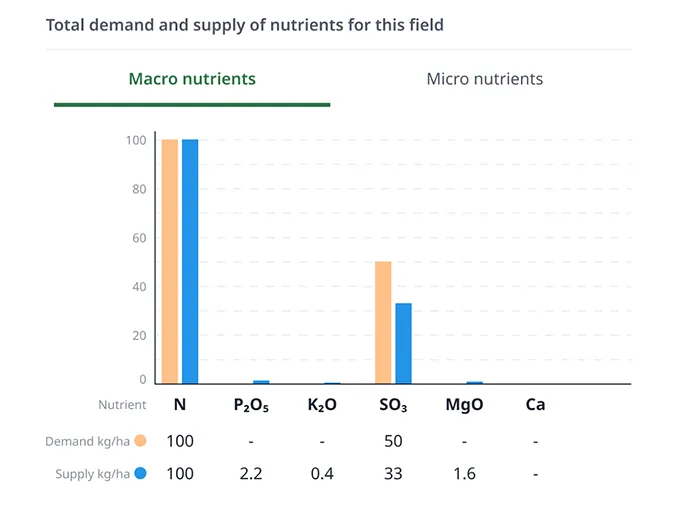 Total demand and supply of nutrients for this field
Macro nutrients Micro nutrients
100
80
60
40
20
0
Nutrient N P₂O₅ K₂O SO₃ MgO Ca
Demand kg/ha 100 - - 50 - -
Supply kg/ha 100 2.2 0.4 33 1.6 -